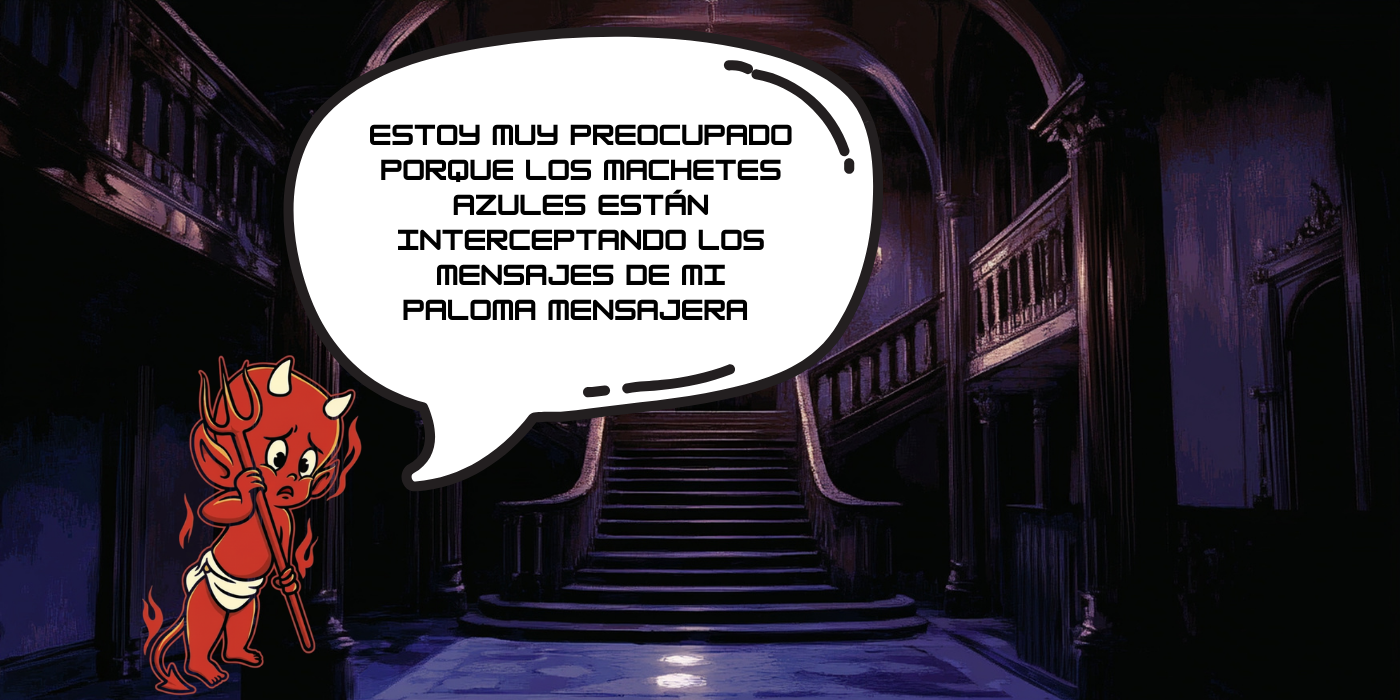 ESTOY MUY PREOCUPADO
PORQUE LOS MACHETES
AZULES ESTÁN
INTERCEPTANDO LOS
MENSAJES DE MI
PALOMA MENSAJERA